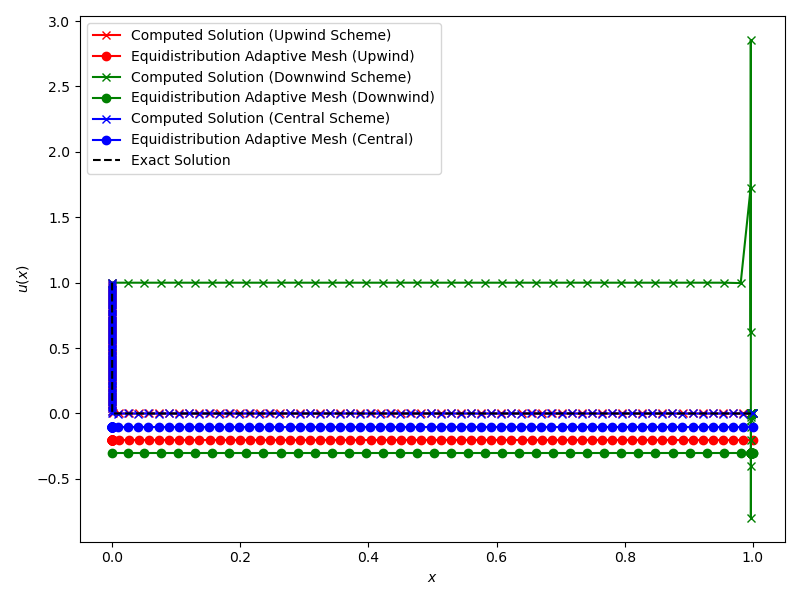 Computed Solution (Upwind Scheme)
Equidistribution Adaptive Mesh (Upwind)
Computed Solution (Downwind Scheme)
Equidistribution Adaptive Mesh (Downwind)
Computed Solution (Central Scheme)
Equidistribution Adaptive Mesh (Central)
Exact Solution
3.0
2.5
2.0
1.5
1.0
0.5
0.0
−0.5
u(x)
0.0 0.2 0.4 0.6 0.8 1.0
x